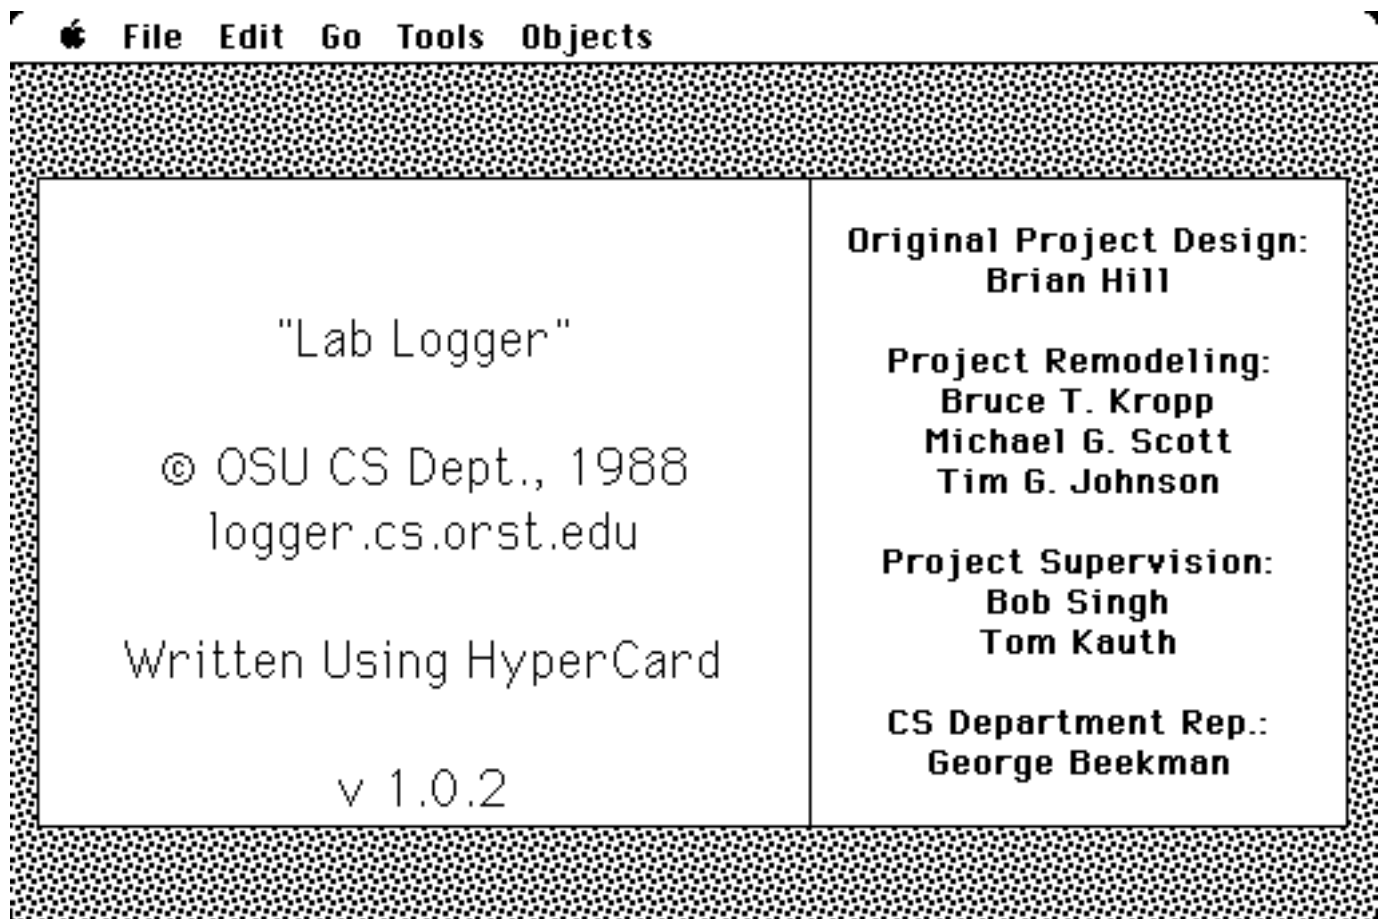 File Edit Go Tools Objects
"Lab Logger"
© OSU CS Dept., 1988
logger.cs.orst.edu
Written Using HyperCard
v 1.0.2
Original Project Design:
Brian Hill
Project Remodeling:
Bruce T. Kropp
Michael G. Scott
Tim G. Johnson
Project Supervision:
Bob Singh
Tom Kauth
CS Department Rep.:
George Beekman